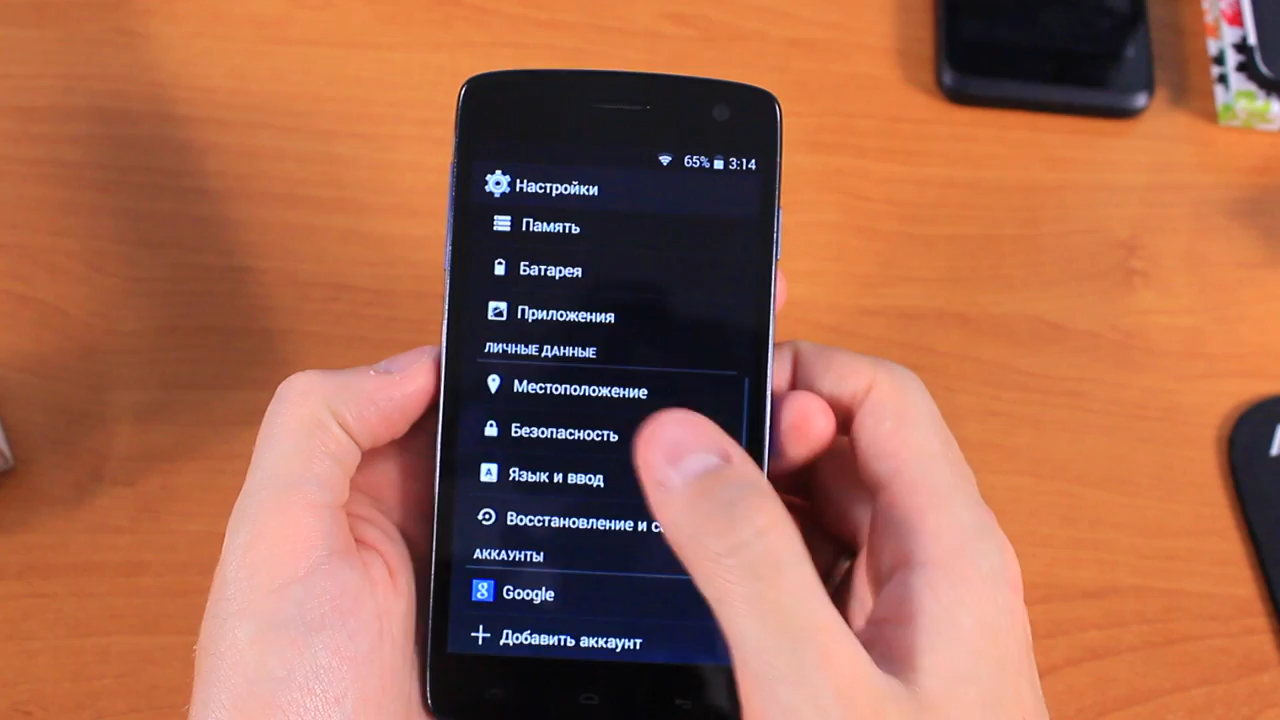 65% 3:14
Настройки
Память
Батарея
Приложения
ЛИЧНЫЕ ДАННЫЕ
Местоположение
Безопасность
Язык и ввод
Восстановление и
АККАУНТЫ
Google
Добавить аккаунт